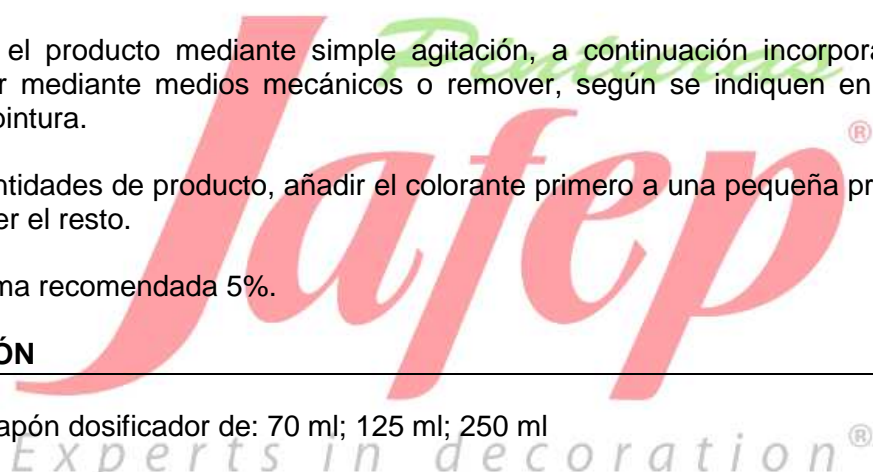 el producto mediante simple agitación, a continuación incorpora
r mediante medios mecánicos o remover, según se indiquen en
pintura.
ntidades de producto, añadir el colorante primero a una pequeña pr
er el resto.
ma recomendada 5%.
ÓN
apón dosificador de: 70 ml; 125 ml; 250 ml
Pinturas
Jafep®
Experts in decoration®